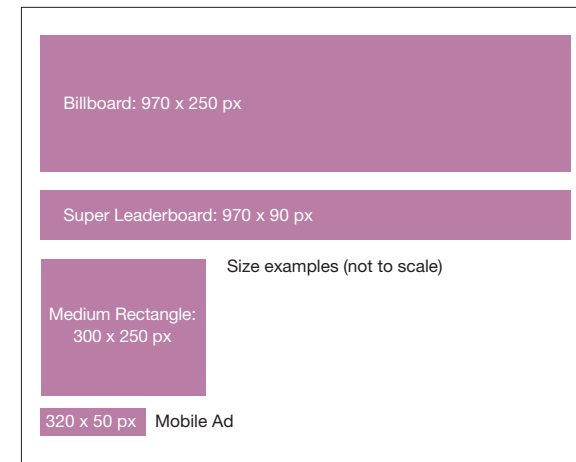 Billboard: 970 x 250 px
Super Leaderboard: 970 x 90 px
Size examples (not to scale)
Medium Rectangle:
300 x 250 px
320 x 50 px Mobile Ad